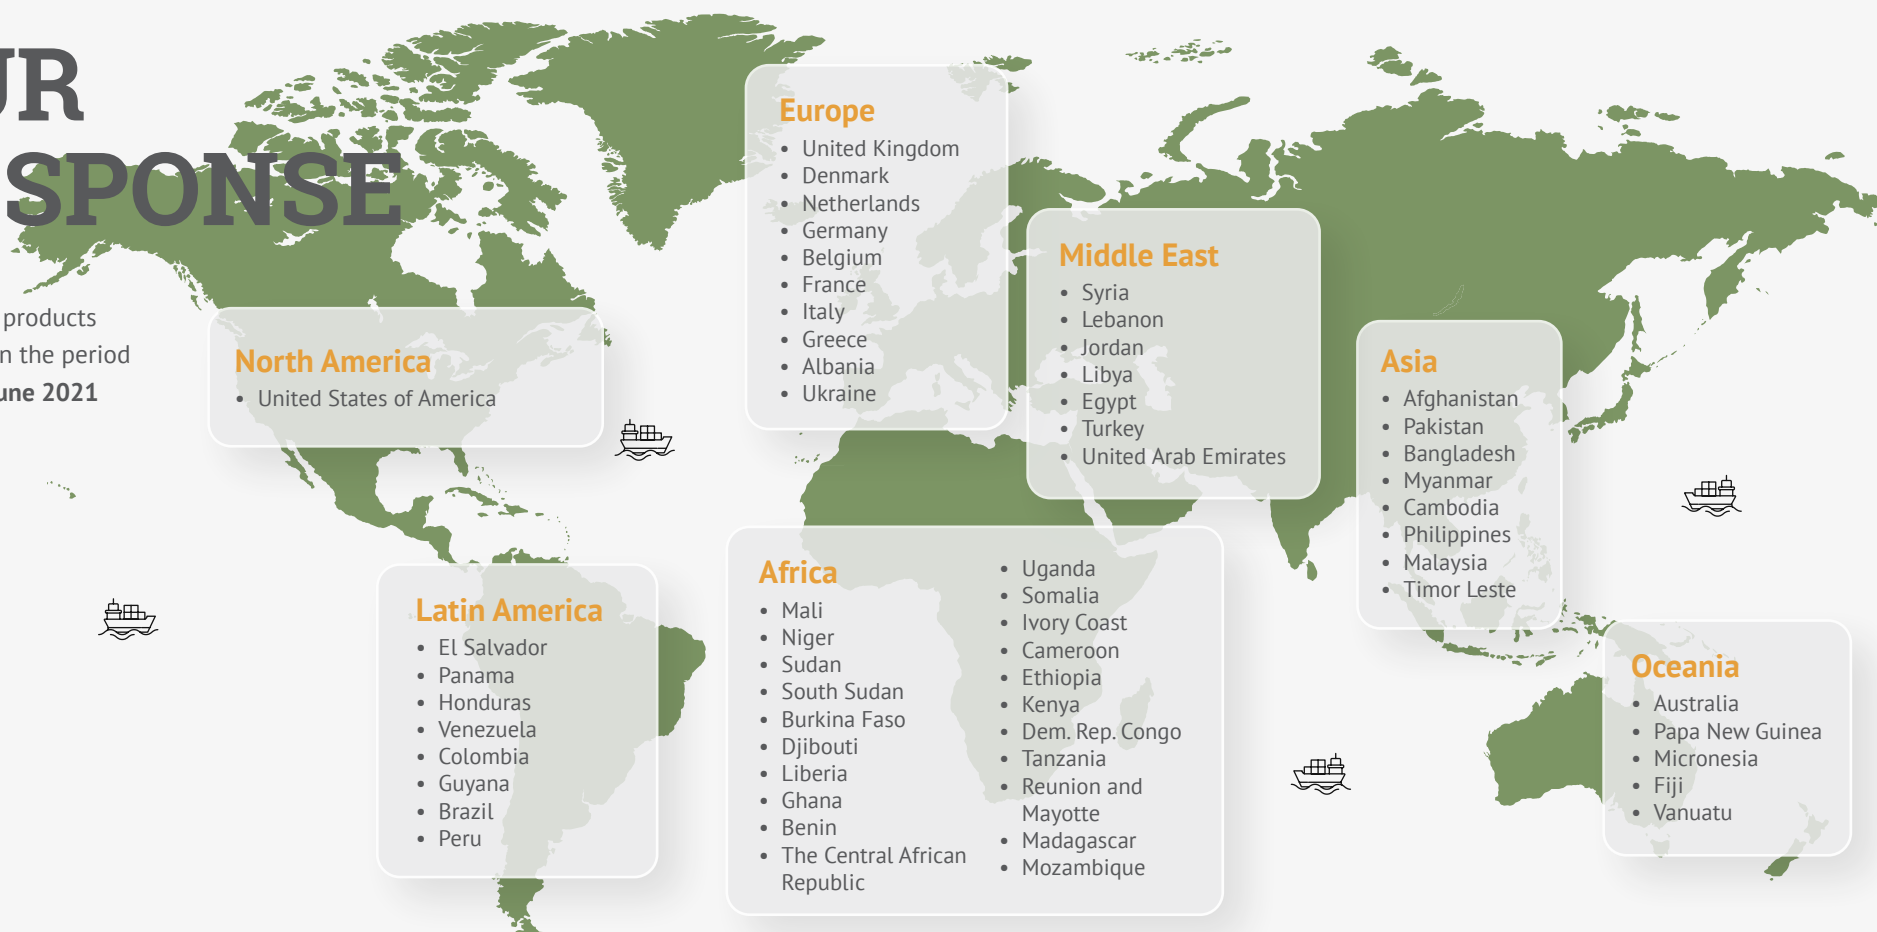 UR
SPONSE
products
n the period
une 2021
North America
• United States of America
Latin America
• El Salvador
• Panama
• Honduras
• Venezuela
• Colombia
• Guyana
• Brazil
• Peru
Europe
• United Kingdom
• Denmark
• Netherlands
• Germany
• Belgium
• France
• Italy
• Greece
• Albania
• Ukraine
Africa
• Mali
• Niger
• Sudan
• South Sudan
• Burkina Faso
• Djibouti
• Liberia
• Ghana
• Benin
• The Central African
Republic
• Uganda
• Somalia
• Ivory Coast
• Cameroon
• Ethiopia
• Kenya
• Dem. Rep. Congo
• Tanzania
• Reunion and
Mayotte
• Madagascar
• Mozambique
Middle East
• Syria
• Lebanon
• Jordan
• Libya
• Egypt
• Turkey
• United Arab Emirates
Asia
• Afghanistan
• Pakistan
• Bangladesh
• Myanmar
• Cambodia
• Philippines
• Malaysia
• Timor Leste
Oceania
• Australia
• Papa New Guinea
• Micronesia
• Fiji
• Vanuatu